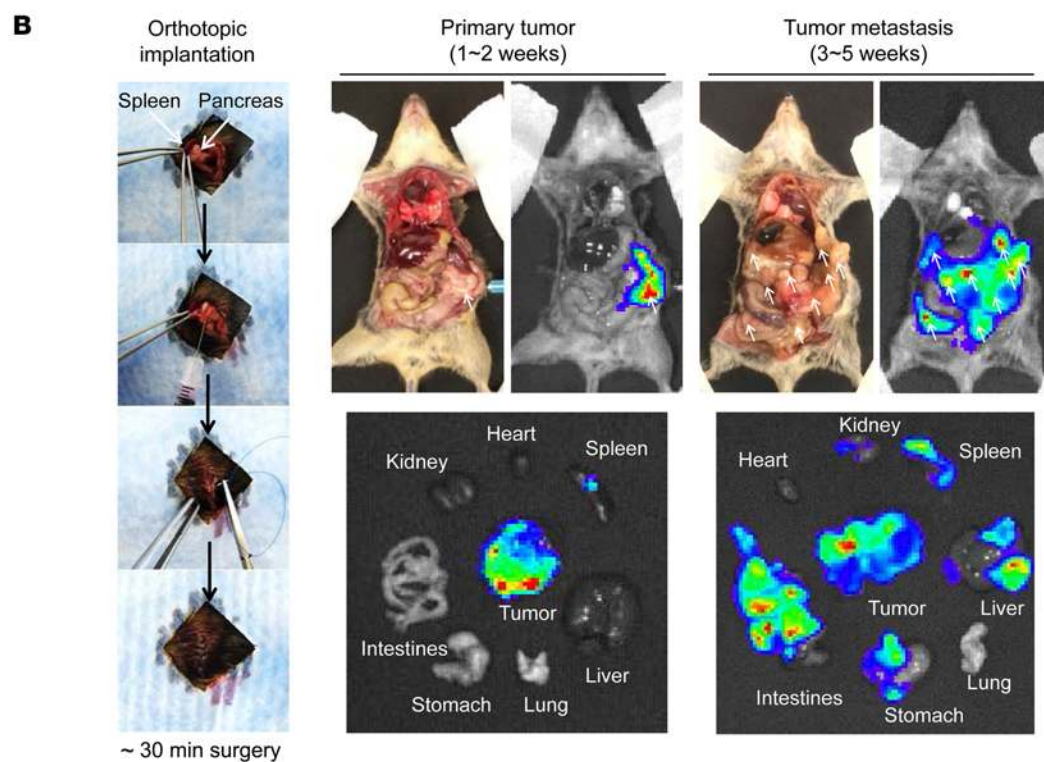 B
Orthotopic
implantation
Spleen Pancreas
~ 30 min surgery
Primary tumor
(1~2 weeks)
Tumor metastasis
(3~5 weeks)
Heart
Kidney
Spleen
Tumor
Intestines
Liver
Stomach
Lung
Kidney
Heart
Spleen
Tumor
Liver
Intestines
Lung
Stomach